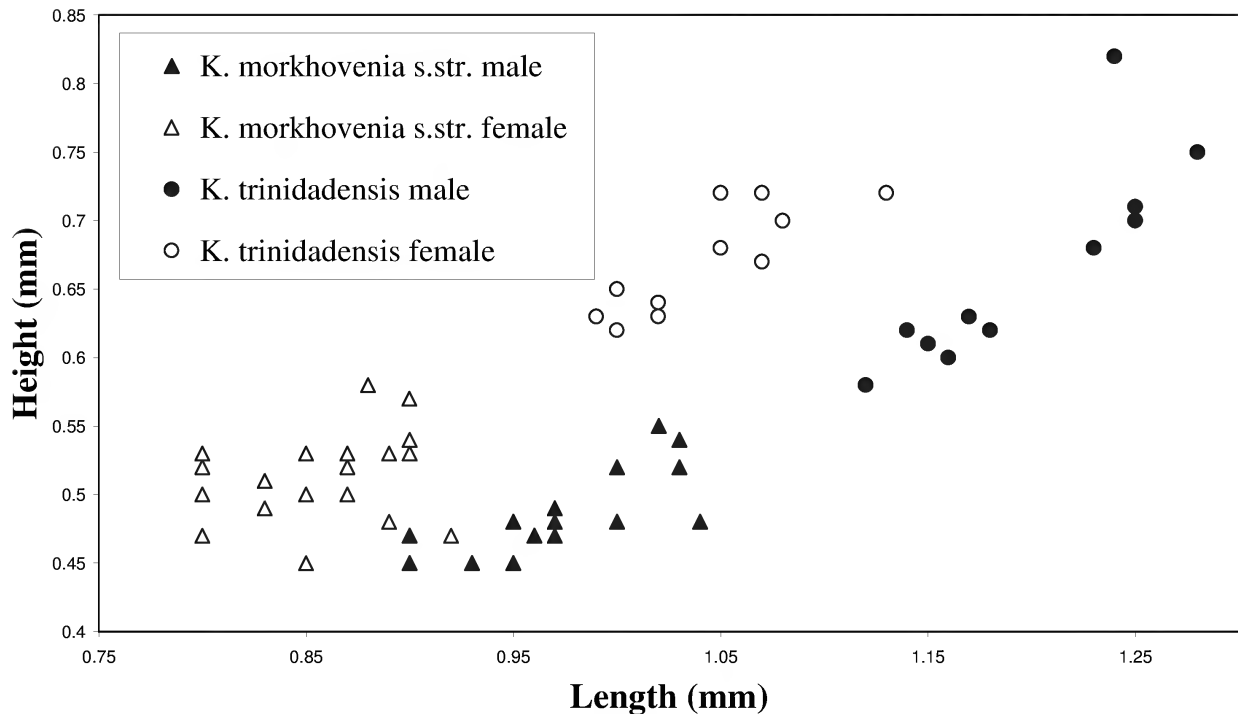 0.85
0.8
0.75
0.7
0.65
0.6
0.55
0.5
0.45
0.4
Height (mm)
K. morkhovenia s.str. male
K. morkhovenia s.str. female
K. trinidadensis male
K. trinidadensis female
0.75 0.85 0.95 1.05 1.15 1.25
Length (mm)